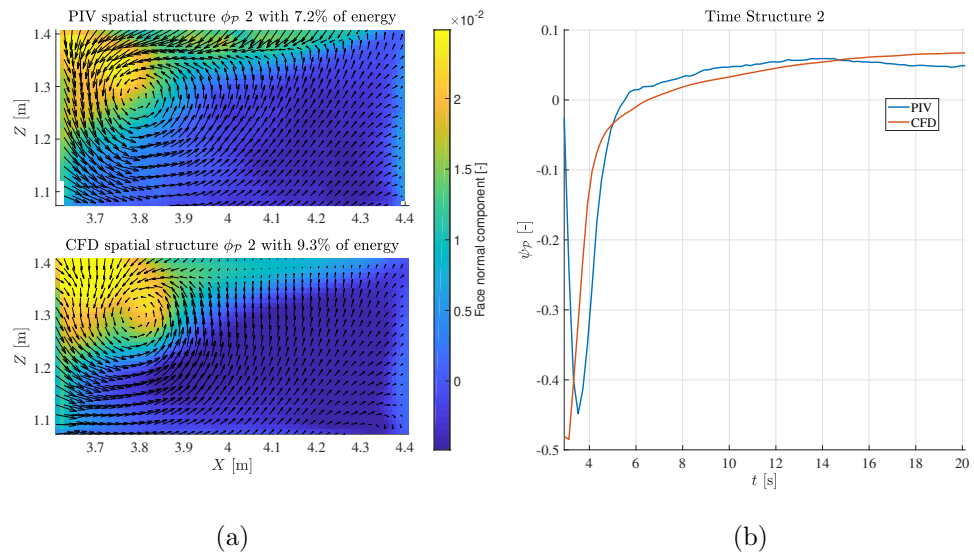 PIV spatial structure ϕ𝒫 2 with 7.2% of energy
1.4
1.3
1.2
1.1
Z [m]
3.7 3.8 3.9 4 4.1 4.2 4.3 4.4
CFD spatial structure ϕ𝒫 2 with 9.3% of energy
1.4
1.3
1.2
1.1
Z [m]
3.7 3.8 3.9 4 4.1 4.2 4.3 4.4
X [m]
×10⁻²
2
1.5
1
0.5
0
Face normal component [-]
(a)
Time Structure 2
0.1
0
-0.1
-0.2
-0.3
-0.4
-0.5
ψ𝒫 [-]
PIV
CFD
4 6 8 10 12 14 16 18 20
t [s]
(b)